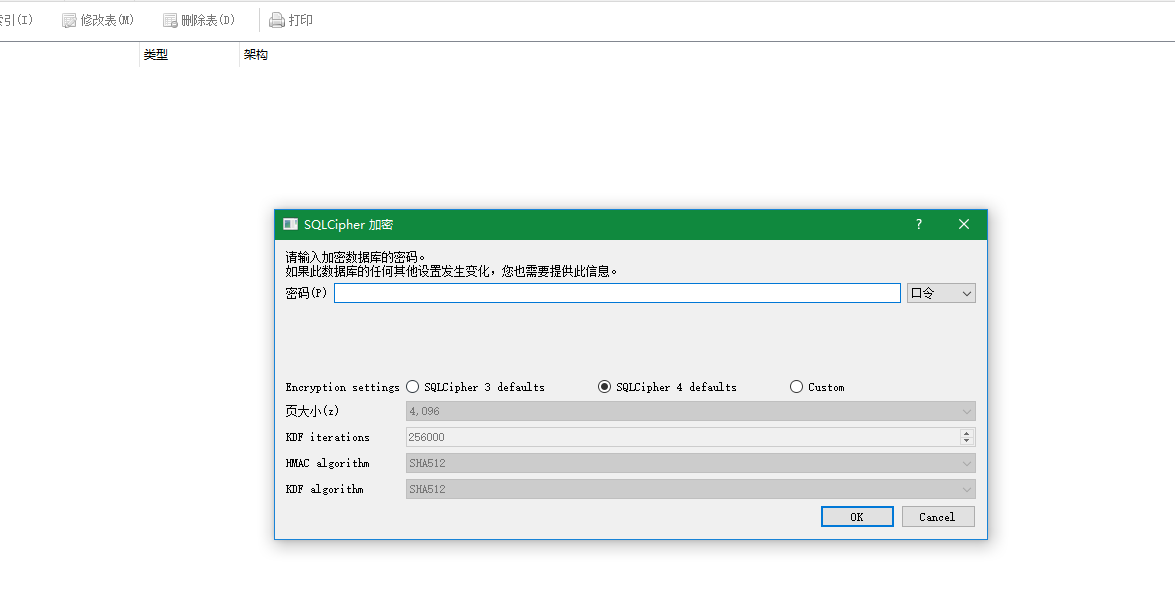 索引(I) 修改表(M) 删除表(D) 打印
类型 架构
SQLCipher 加密 ?
请输入加密数据库的密码。
如果此数据库的任何其他设置发生变化，您也需要提供此信息。
密码(P) 口令
Encryption settings SQLCipher 3 defaults SQLCipher 4 defaults Custom
页大小(z) 4,096
KDF iterations 256000
HMAC algorithm SHA512
KDF algorithm SHA512
OK Cancel